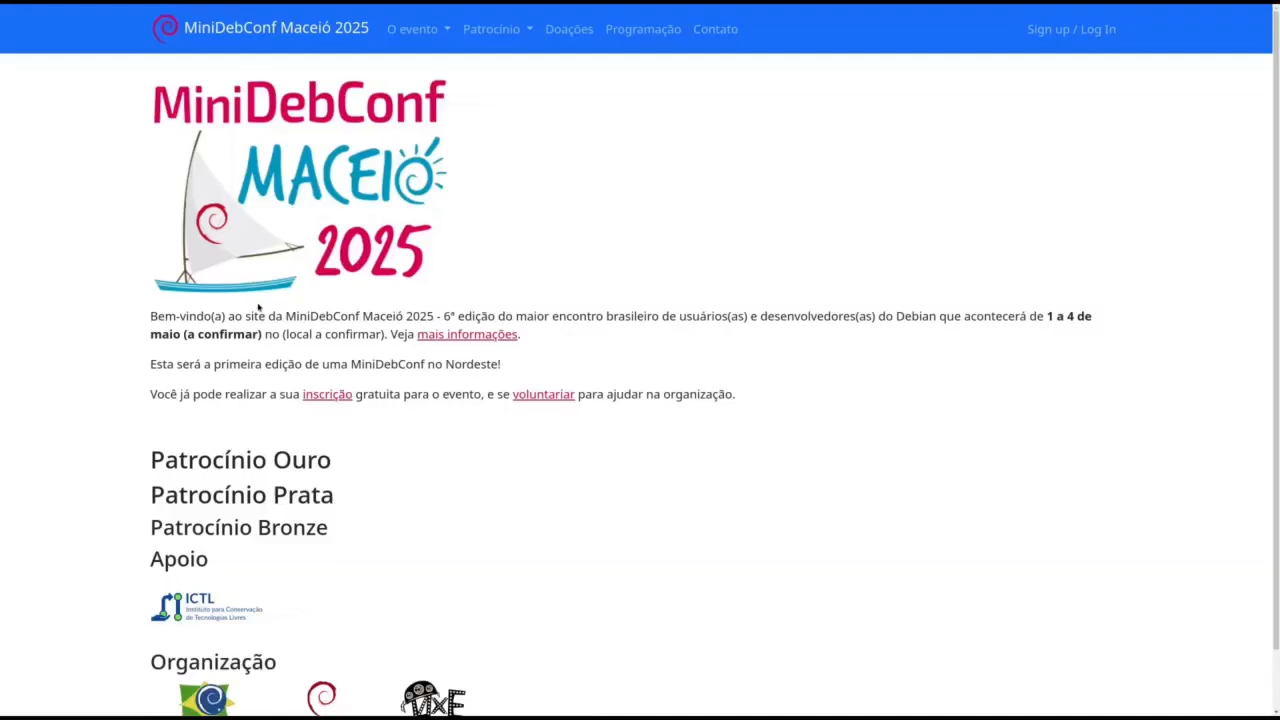 MiniDebConf Maceió 2025 O evento Patrocínio Doações Programação Contato Sign up / Log In
MiniDebConf
MACEIÓ
2025
Bem-vindo(a) ao site da MiniDebConf Maceió 2025 - 6ª edição do maior encontro brasileiro de usuários(as) e desenvolvedores(as) do Debian que acontecerá de 1 a 4 de
maio (a confirmar) no (local a confirmar). Veja mais informações.
Esta será a primeira edição de uma MiniDebConf no Nordeste!
Você já pode realizar a sua inscrição gratuita para o evento, e se voluntariar para ajudar na organização.
Patrocínio Ouro
Patrocínio Prata
Patrocínio Bronze
Apoio
ICTL
Instituto para Conservação
de Tecnologias Livres
Organização
VixE